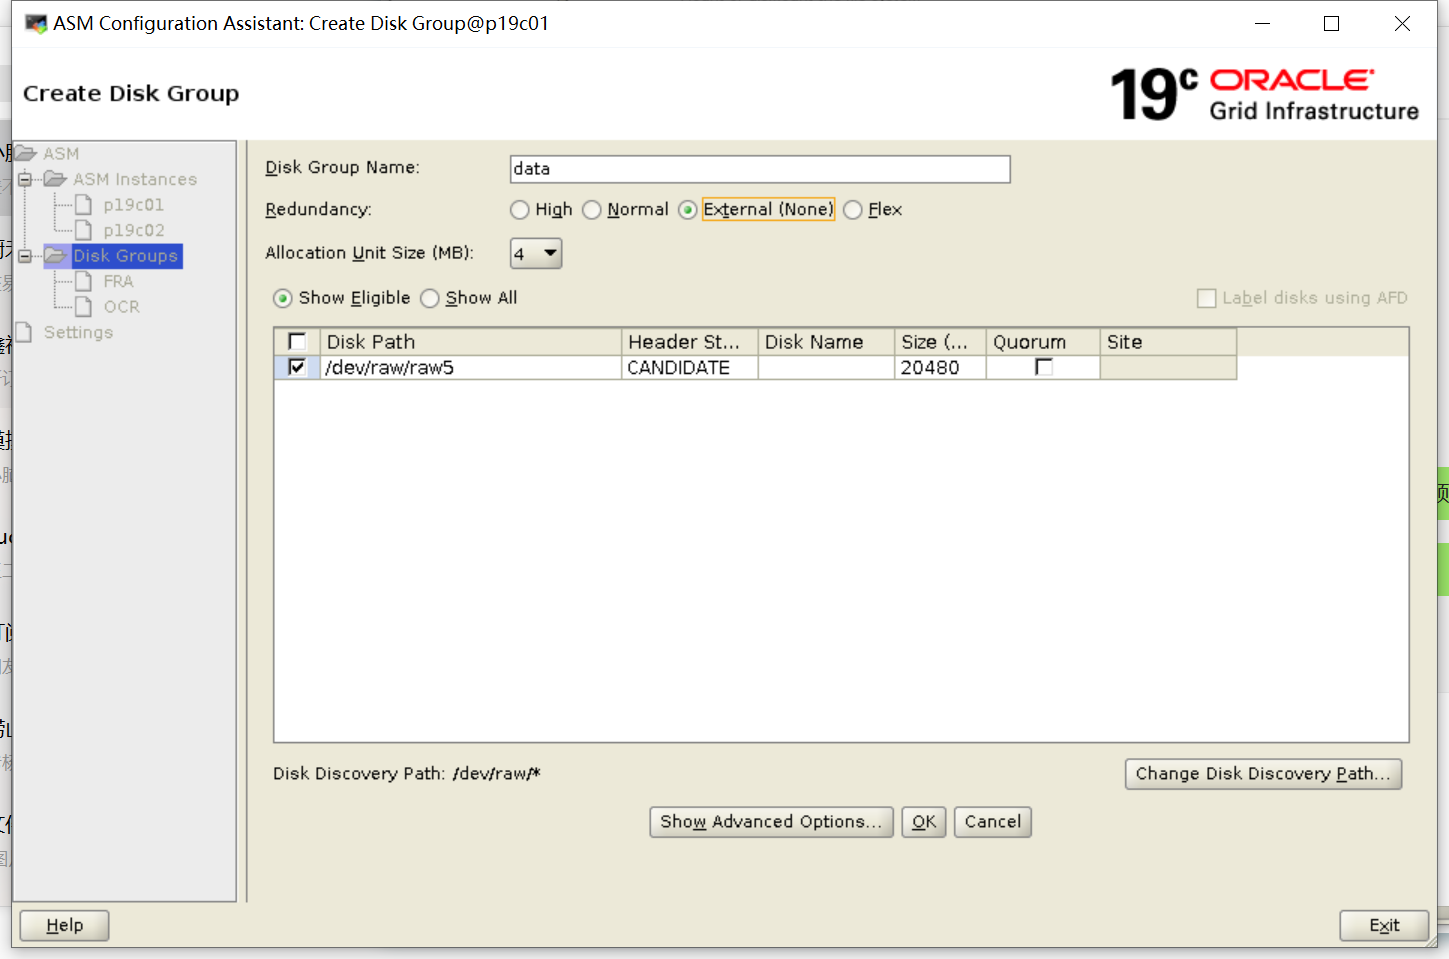 ASM Configuration Assistant: Create Disk Group@p19c01
Create Disk Group
19c ORACLE
Grid Infrastructure
ASM
ASM Instances
p19c01
p19c02
Disk Groups
FRA
OCR
Settings
Disk Group Name: data
Redundancy: High Normal External (None) Flex
Allocation Unit Size (MB): 4
Show Eligible Show All Label disks using AFD
Disk Path Header St... Disk Name Size (... Quorum Site
/dev/raw/raw5 CANDIDATE 20480
Disk Discovery Path: /dev/raw/* Change Disk Discovery Path...
Show Advanced Options... OK Cancel
Help Exit